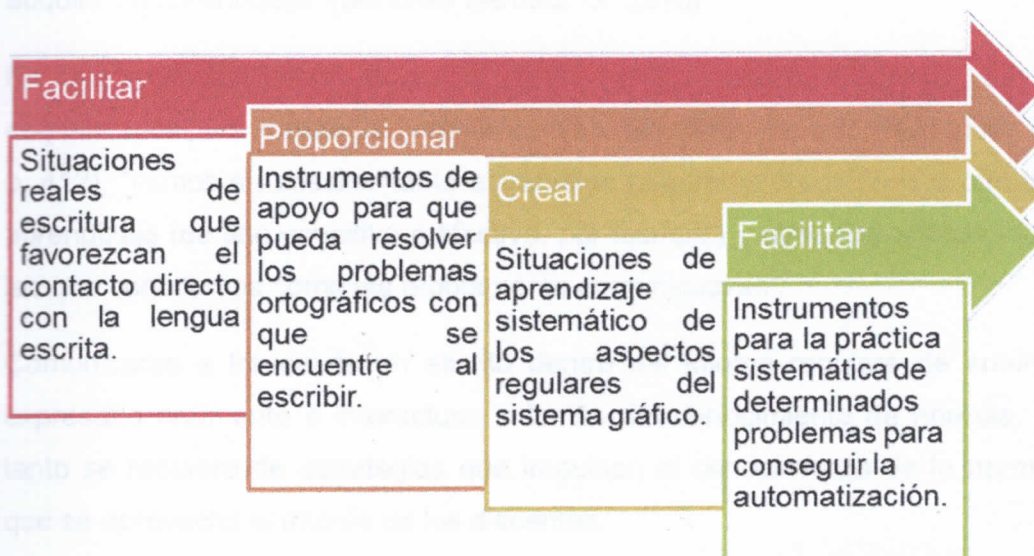 Facilitar
Situaciones
reales de
escritura que
favorezcan el
contacto directo
con la lengua
escrita.
Proporcionar
Instrumentos de
apoyo para que
pueda resolver
los problemas
ortográficos con
que se
encuentre al
escribir.
Crear
Situaciones de
aprendizaje
sistemático de
los aspectos
regulares del
sistema gráfico.
Facilitar
Instrumentos
para la práctica
sistemática de
determinados
problemas para
conseguir la
automatización.